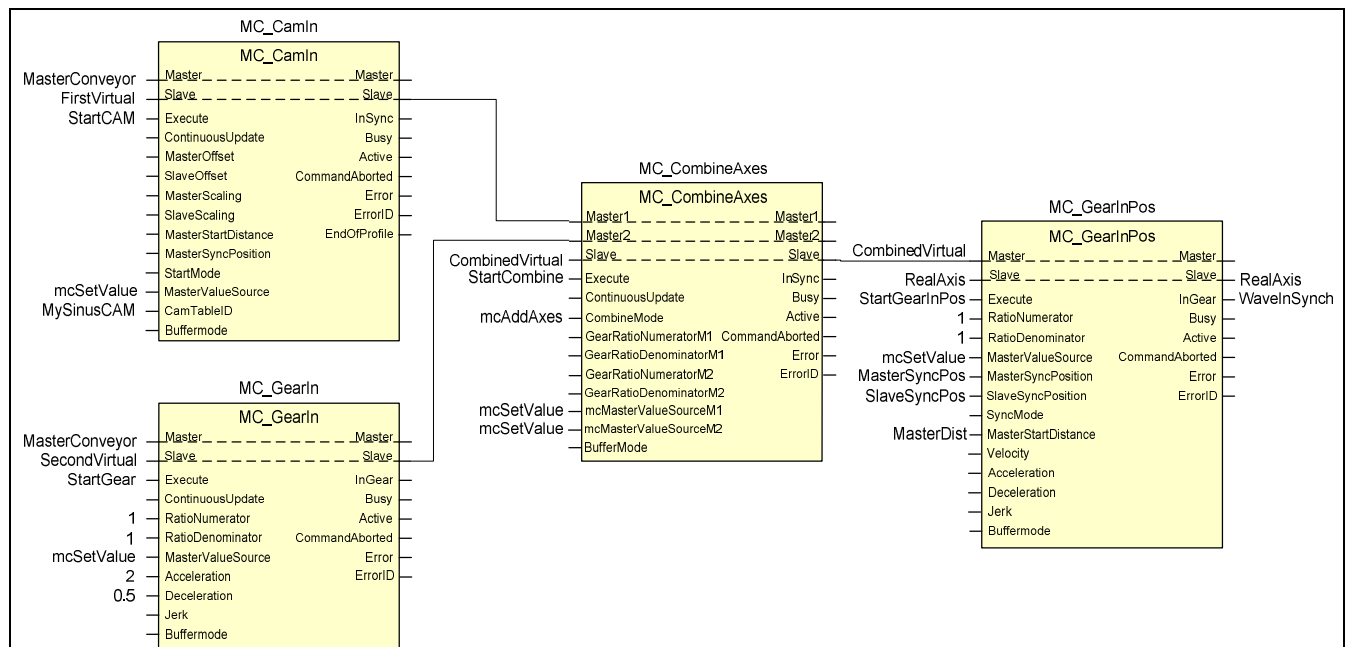 MC_CamIn
MC_CamIn
MasterConveyor Master Master
FirstVirtual Slave Slave
StartCAM Execute InSync
ContinuousUpdate Busy
MasterOffset Active
SlaveOffset CommandAborted
MasterScaling Error
SlaveScaling ErrorID
MasterStartDistance EndOfProfile
MasterSyncPosition
StartMode
mcSetValue MasterValueSource
MySinusCAM CamTableID
Buffermode
MC_GearIn
MC_GearIn
MasterConveyor Master Master
SecondVirtual Slave Slave
StartGear Execute InGear
ContinuousUpdate Busy
1 RatioNumerator Active
1 RatioDenominator CommandAborted
mcSetValue MasterValueSource Error
2 Acceleration ErrorID
0.5 Deceleration
Jerk
Buffermode
MC_CombineAxes
MC_CombineAxes
Master1 Master1
Master2 Master2
CombinedVirtual Slave Slave
StartCombine Execute InSync
ContinuousUpdate Busy
mcAddAxes CombineMode Active
GearRatioNumeratorM1 CommandAborted
GearRatioDenominatorM1 Error
GearRatioNumeratorM2 ErrorID
GearRatioDenominatorM2
mcSetValue mcMasterValueSourceM1
mcSetValue mcMasterValueSourceM2
BufferMode
MC_GearInPos
MC_GearInPos
CombinedVirtual Master Master
RealAxis Slave Slave RealAxis
StartGearInPos Execute InGear WaveInSynch
1 RatioNumerator Busy
1 RatioDenominator Active
mcSetValue MasterValueSource CommandAborted
MasterSyncPos MasterSyncPosition Error
SlaveSyncPos SlaveSyncPosition ErrorID
SyncMode
MasterDist MasterStartDistance
Velocity
Acceleration
Deceleration
Jerk
Buffermode